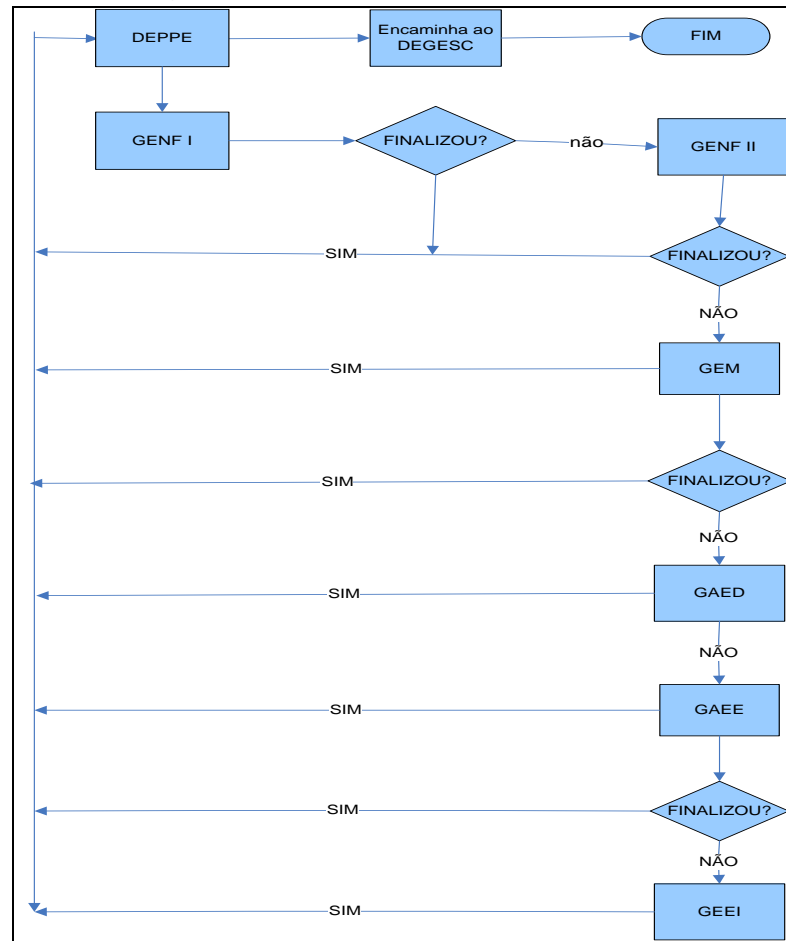 DEPPE
Encaminha ao
DEGESC
FIM
GENF I
FINALIZOU?
não
GENF II
SIM
FINALIZOU?
NÃO
SIM
GEM
SIM
FINALIZOU?
NÃO
SIM
GAED
NÃO
SIM
GAEE
SIM
FINALIZOU?
NÃO
SIM
GEEI